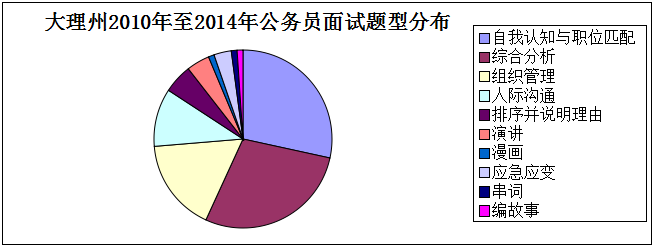 大理州2010年至2014年公务员面试题型分布
自我认知与职位匹配
综合分析
组织管理
人际沟通
排序并说明理由
演讲
漫画
应急应变
串词
编故事